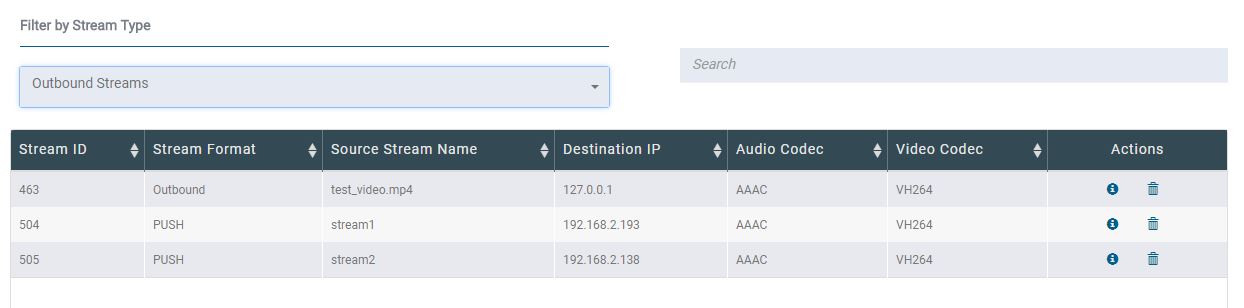 Filter by Stream Type
Outbound Streams
Search
Stream ID Stream Format Source Stream Name Destination IP Audio Codec Video Codec Actions
463 Outbound test_video.mp4 127.0.0.1 AAAC VH264
504 PUSH stream1 192.168.2.193 AAAC VH264
505 PUSH stream2 192.168.2.138 AAAC VH264